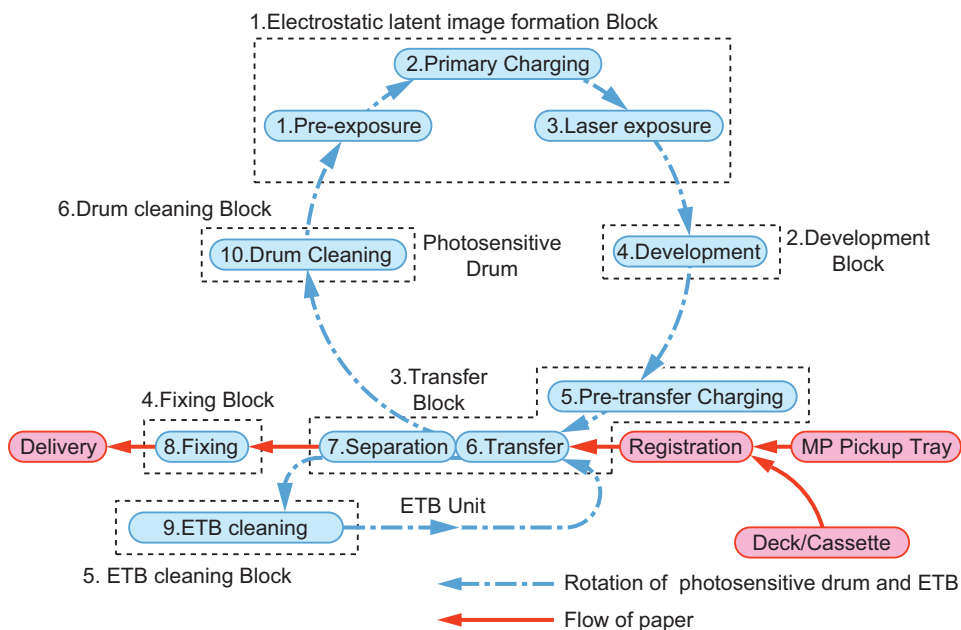 1.Electrostatic latent image formation Block
2.Primary Charging
1.Pre-exposure
3.Laser exposure
6.Drum cleaning Block
10.Drum Cleaning
Photosensitive
Drum
4.Development
2.Development
Block
3.Transfer
Block
5.Pre-transfer Charging
4.Fixing Block
Delivery
8.Fixing
7.Separation
6.Transfer
Registration
MP Pickup Tray
9.ETB cleaning
ETB Unit
Deck/Cassette
5. ETB cleaning Block
Rotation of photosensitive drum and ETB
Flow of paper